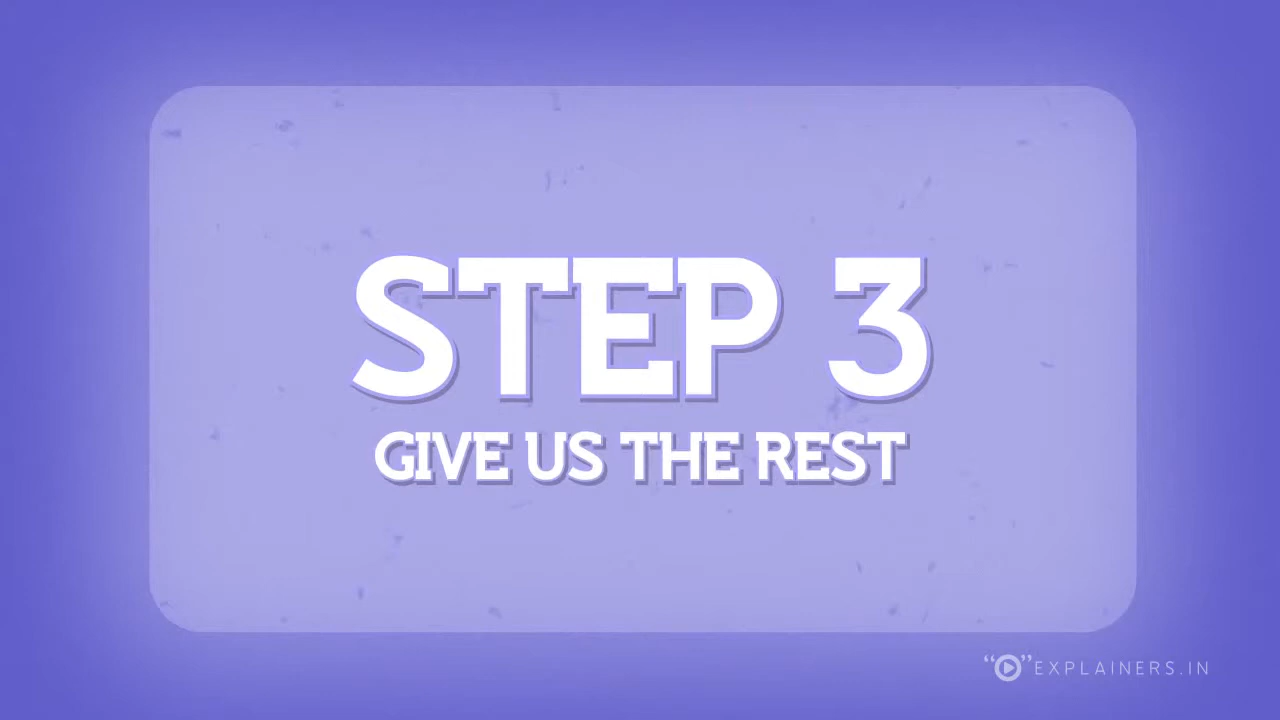 STEP 3
GIVE US THE REST
“”EXPLAINERS.IN